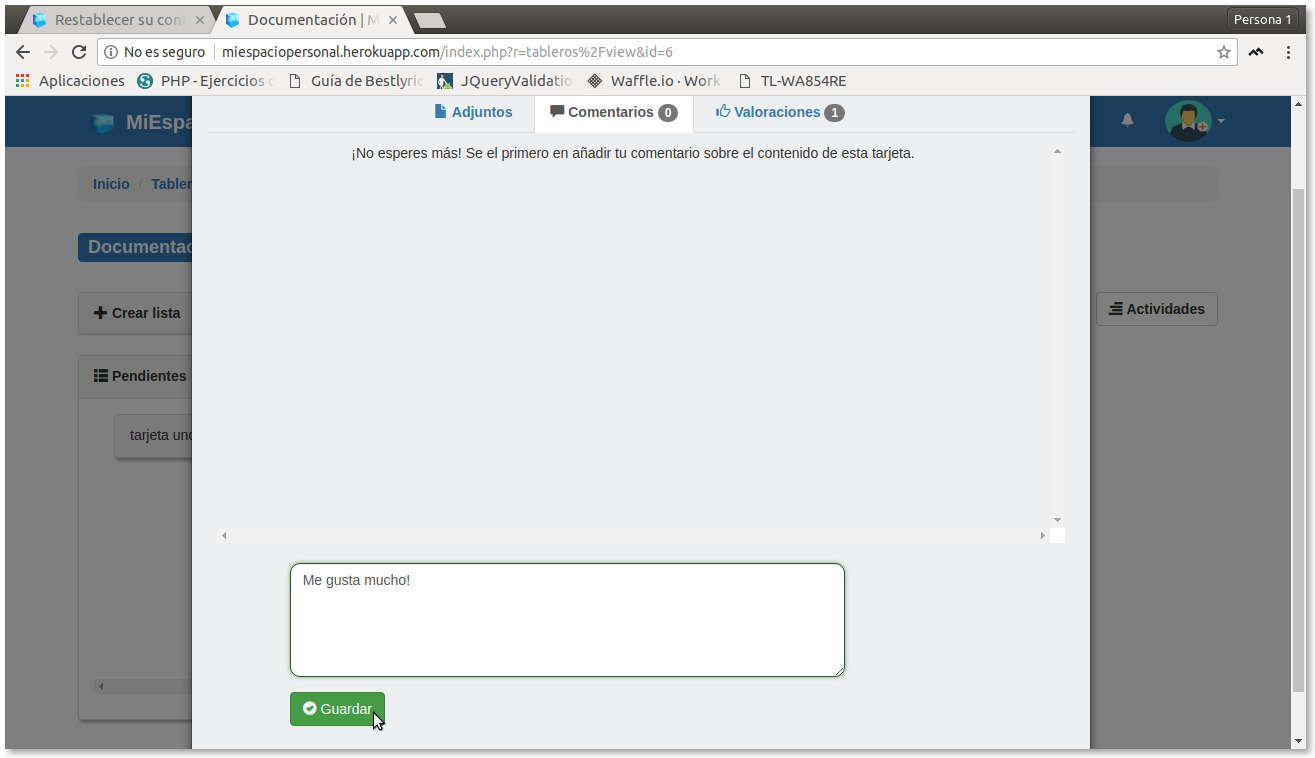 Restablecer su con
Documentación | M
Persona 1
No es seguro
miespaciopersonal.herokuapp.com/index.php?r=tableros%2Fview&id=6
Aplicaciones
PHP - Ejercicios
Guía de Bestlyri
JQueryValidatio
Waffle.io · Work
TL-WA854RE
MiEspa
Adjuntos
Comentarios 0
Valoraciones 1
¡No esperes más! Se el primero en añadir tu comentario sobre el contenido de esta tarjeta.
Inicio / Tabler
Documentac
Crear lista
Actividades
Pendientes
tarjeta uno
Me gusta mucho!
Guardar